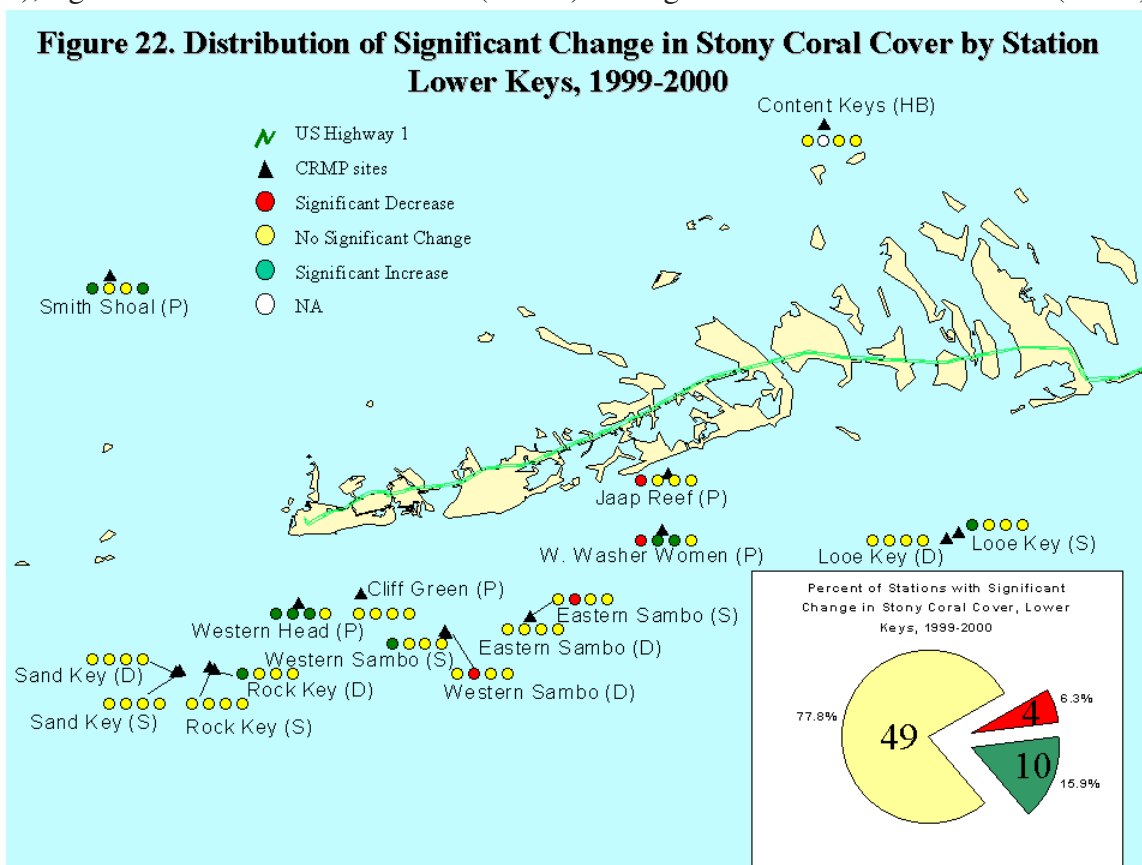 Figure 22. Distribution of Significant Change in Stony Coral Cover by Station
Lower Keys, 1999-2000
Content Keys (HB)
US Highway 1
CRMP sites
Significant Decrease
No Significant Change
Significant Increase
NA
Smith Shoal (P)
Jaap Reef (P)
W. Washer Women (P)
Looe Key (D)
Looe Key (S)
Cliff Green (P)
Western Head (P)
Eastern Sambo (S)
Eastern Sambo (D)
Western Sambo (S)
Western Sambo (D)
Sand Key (D)
Rock Key (D)
Sand Key (S)
Rock Key (S)
Percent of Stations with Significant
Change in Stony Coral Cover, Lower
Keys, 1999-2000
77.8%
49
6.3%
4
10
15.9%